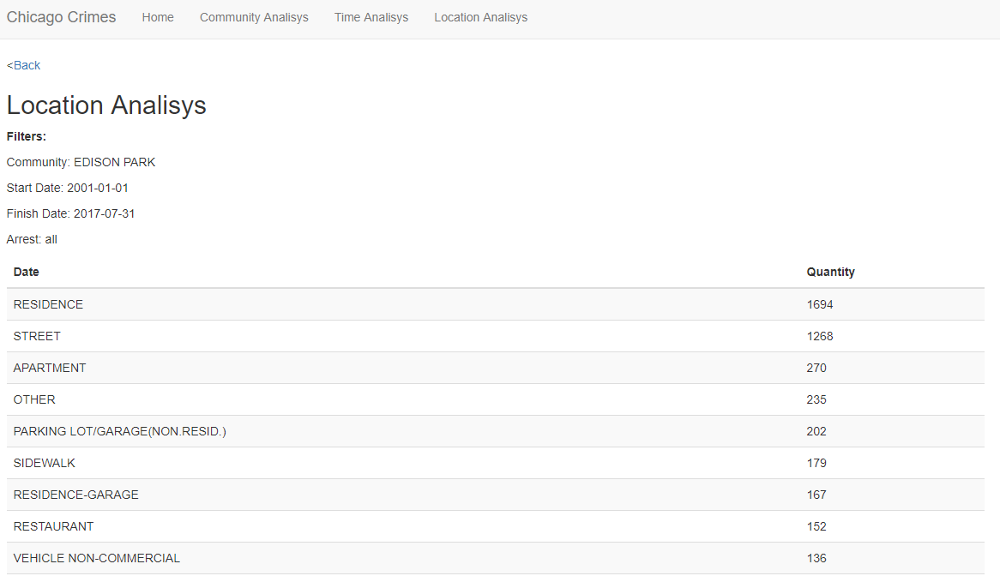 Chicago Crimes Home Community Analisys Time Analisys Location Analisys
<Back
Location Analisys
Filters:
Community: EDISON PARK
Start Date: 2001-01-01
Finish Date: 2017-07-31
Arrest: all
Date Quantity
RESIDENCE 1694
STREET 1268
APARTMENT 270
OTHER 235
PARKING LOT/GARAGE(NON.RESID.) 202
SIDEWALK 179
RESIDENCE-GARAGE 167
RESTAURANT 152
VEHICLE NON-COMMERCIAL 136